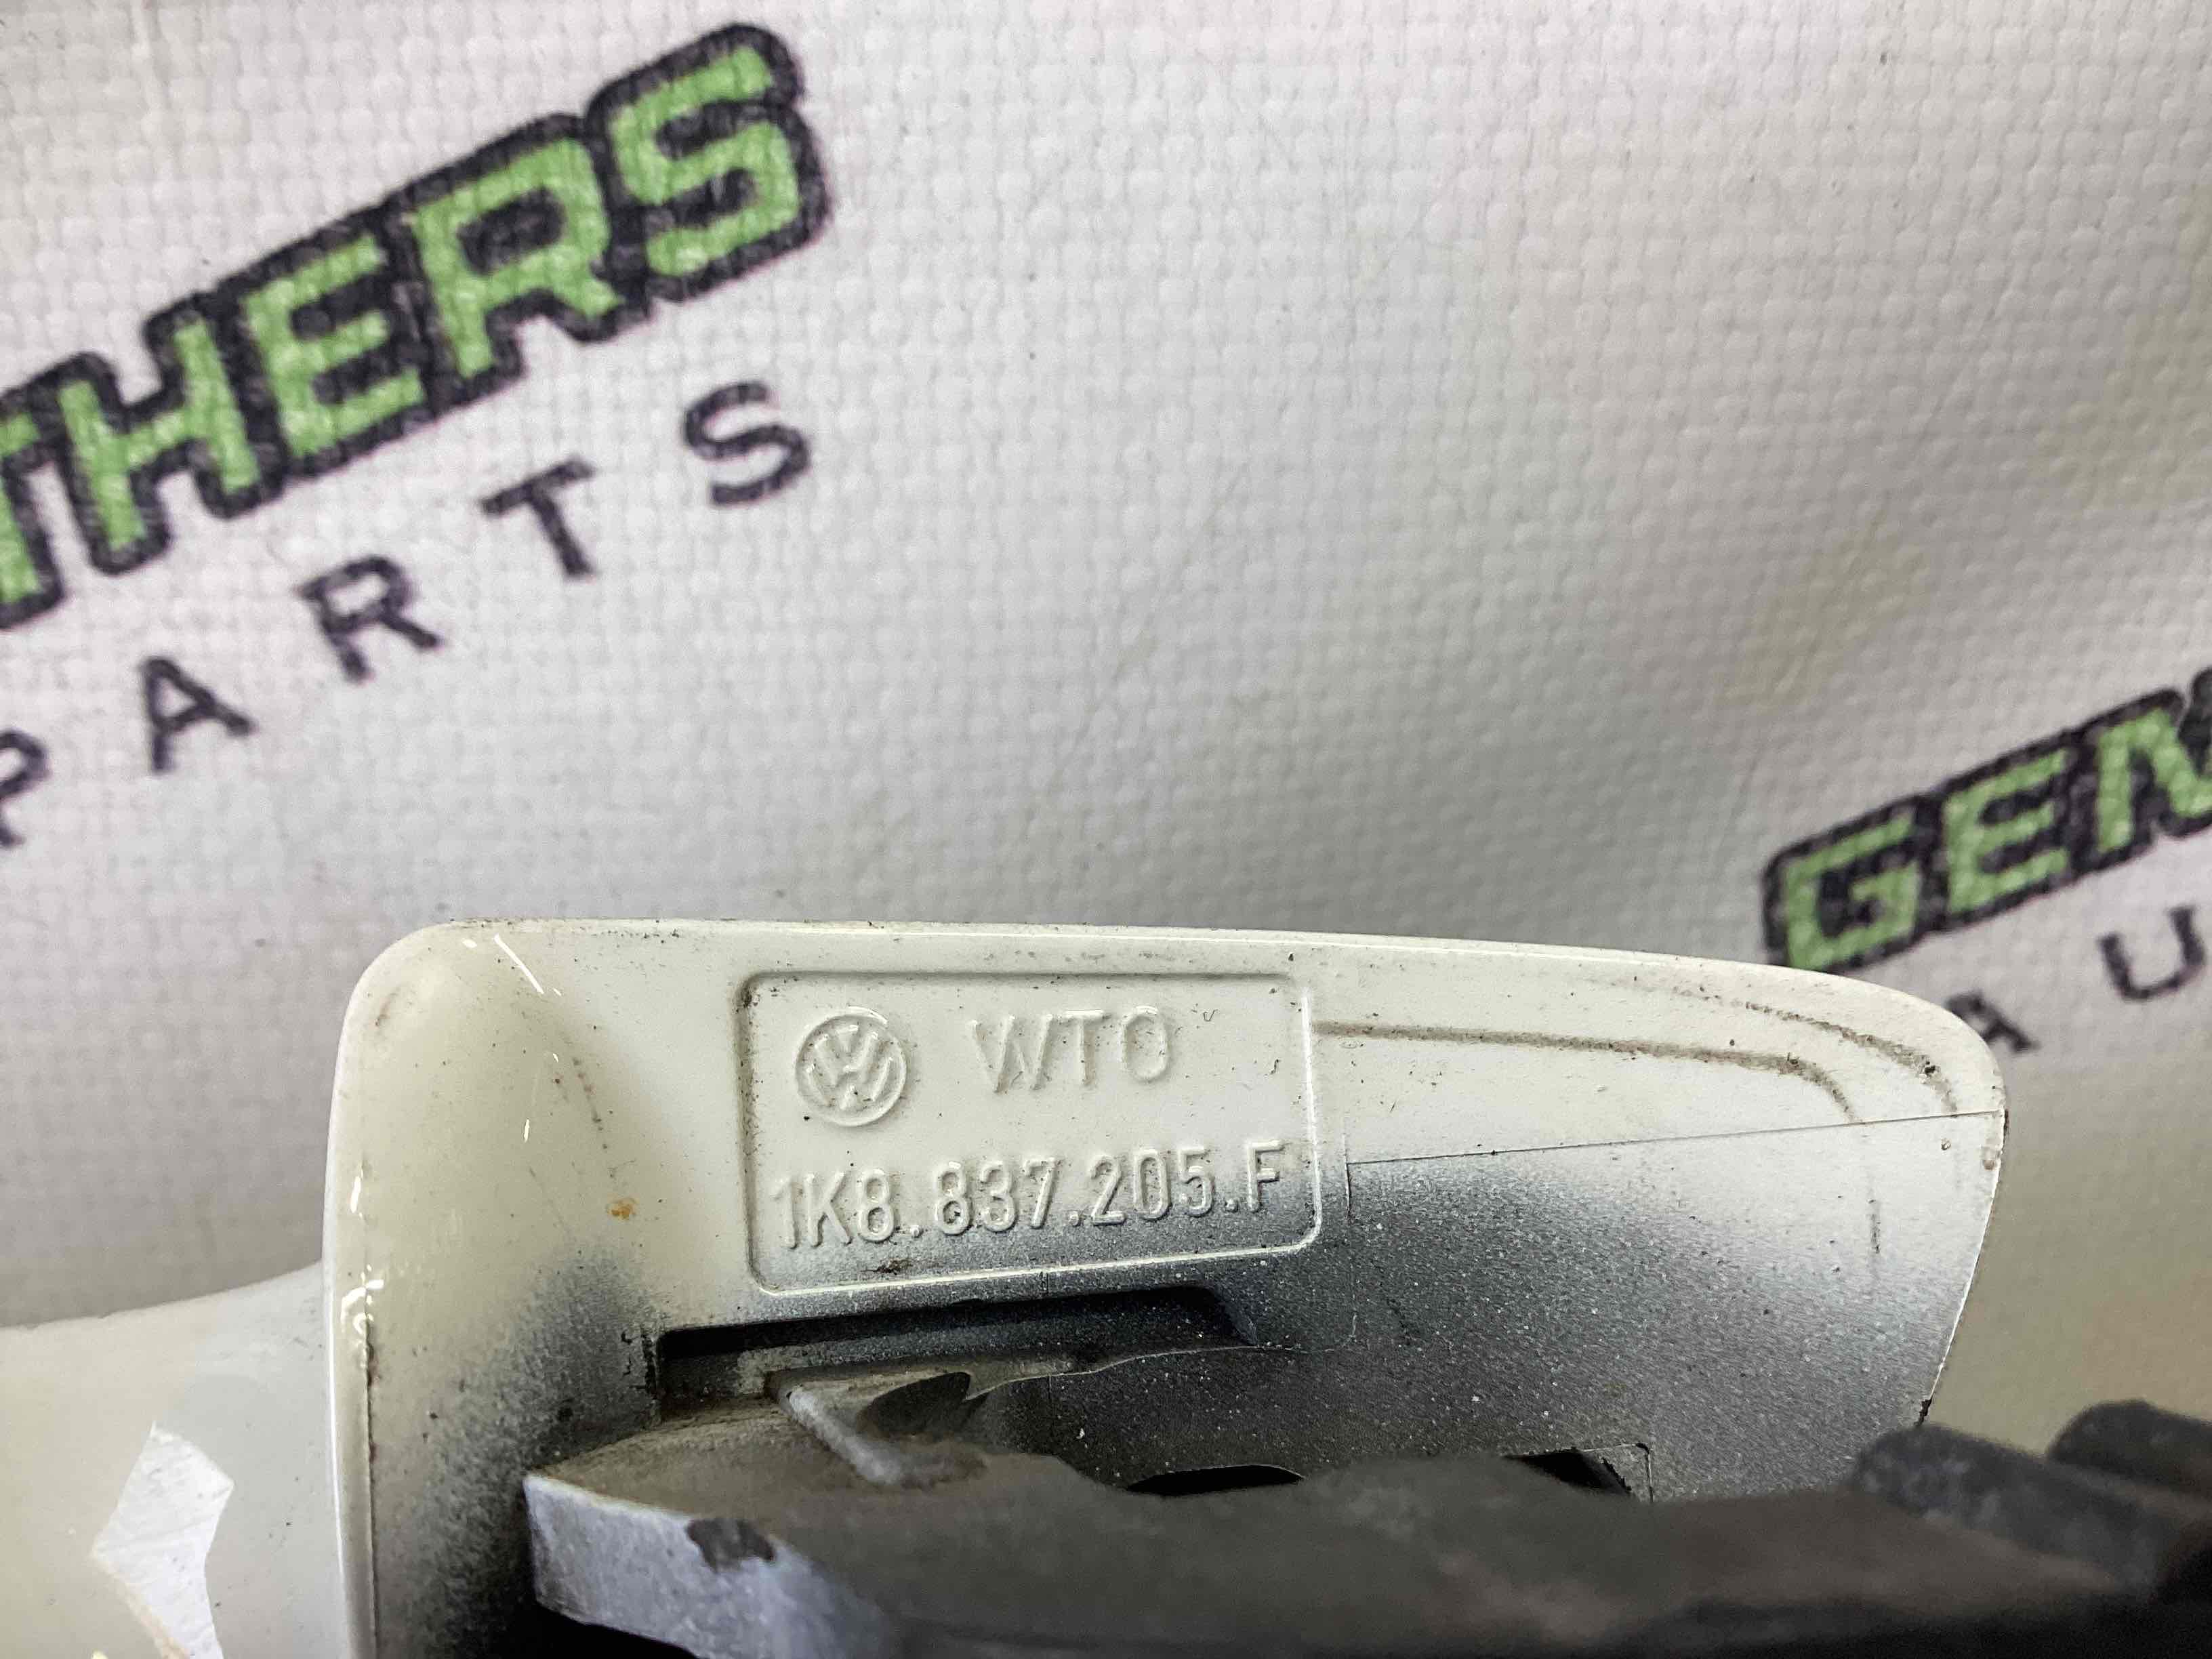 THERS
PARTS
GEN
AU
WTO
1K8.837.205.F